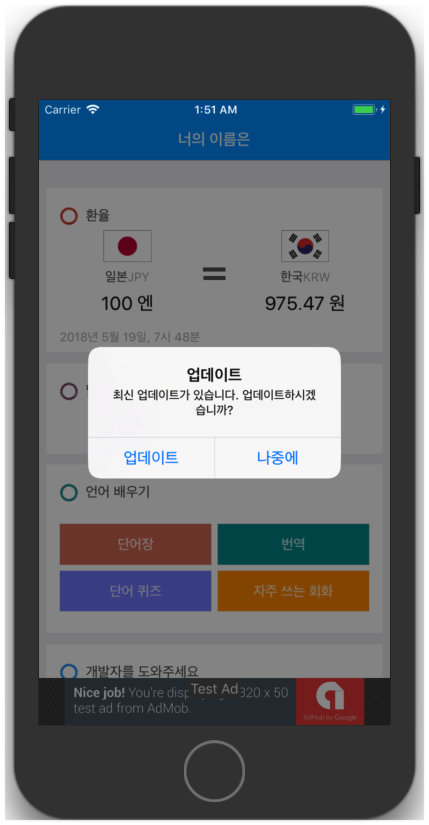 Carrier 1:51 AM
너의 이름은
환율
일본JPY
=
한국KRW
100 엔
975.47 원
2018년 5월 19일, 7시 48분
업데이트
최신 업데이트가 있습니다. 업데이트하시겠
습니까?
업데이트 나중에
언어 배우기
단어장 번역
단어 퀴즈 자주 쓰는 회화
개발자를 도와주세요
Nice job! You're disp Test Ad 320 x 50
test ad from AdMob.
AdMob by Google